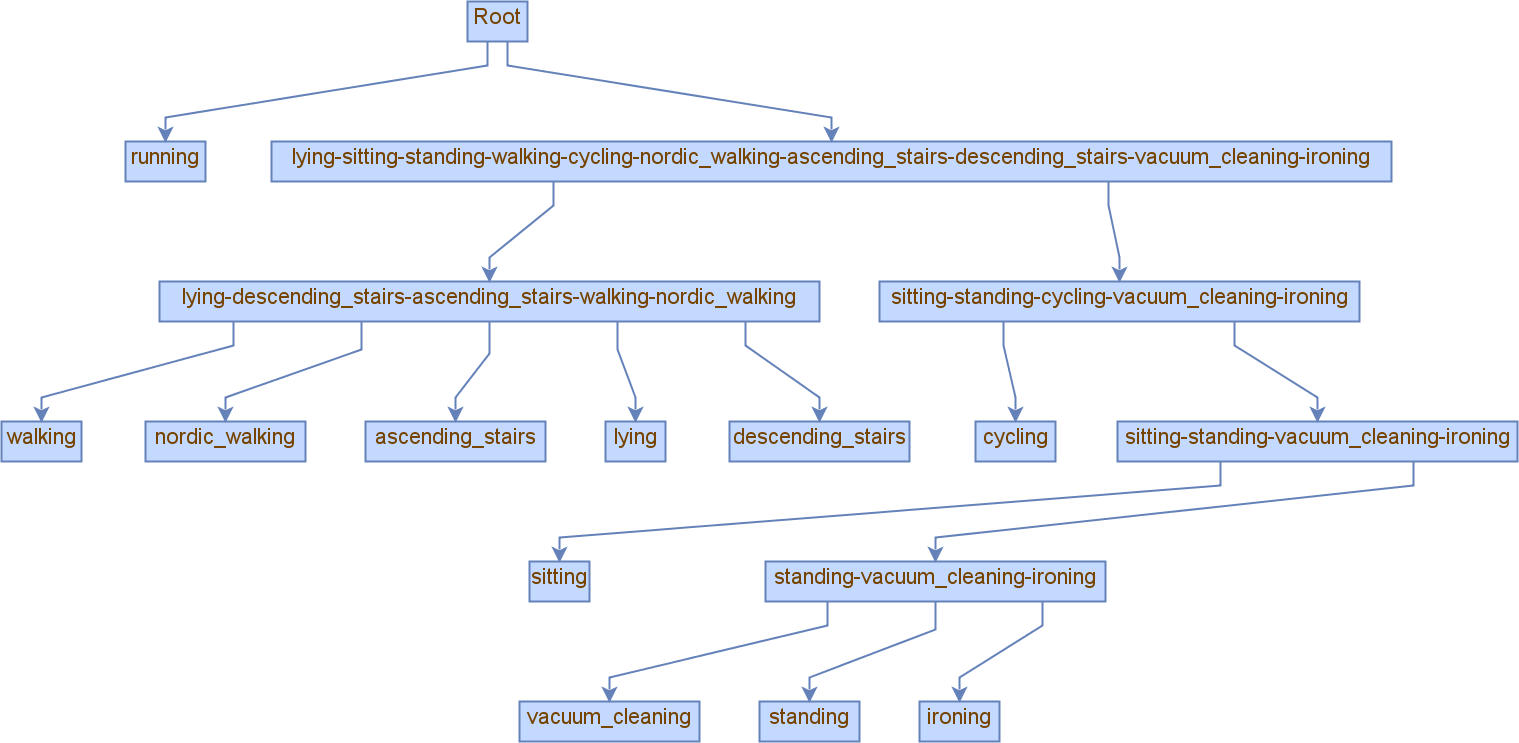 Root
running
lying-sitting-standing-walking-cycling-nordic_walking-ascending_stairs-descending_stairs-vacuum_cleaning-ironing
lying-descending_stairs-ascending_stairs-walking-nordic_walking
sitting-standing-cycling-vacuum_cleaning-ironing
walking
nordic_walking
ascending_stairs
lying
descending_stairs
cycling
sitting-standing-vacuum_cleaning-ironing
sitting
standing-vacuum_cleaning-ironing
vacuum_cleaning
standing
ironing